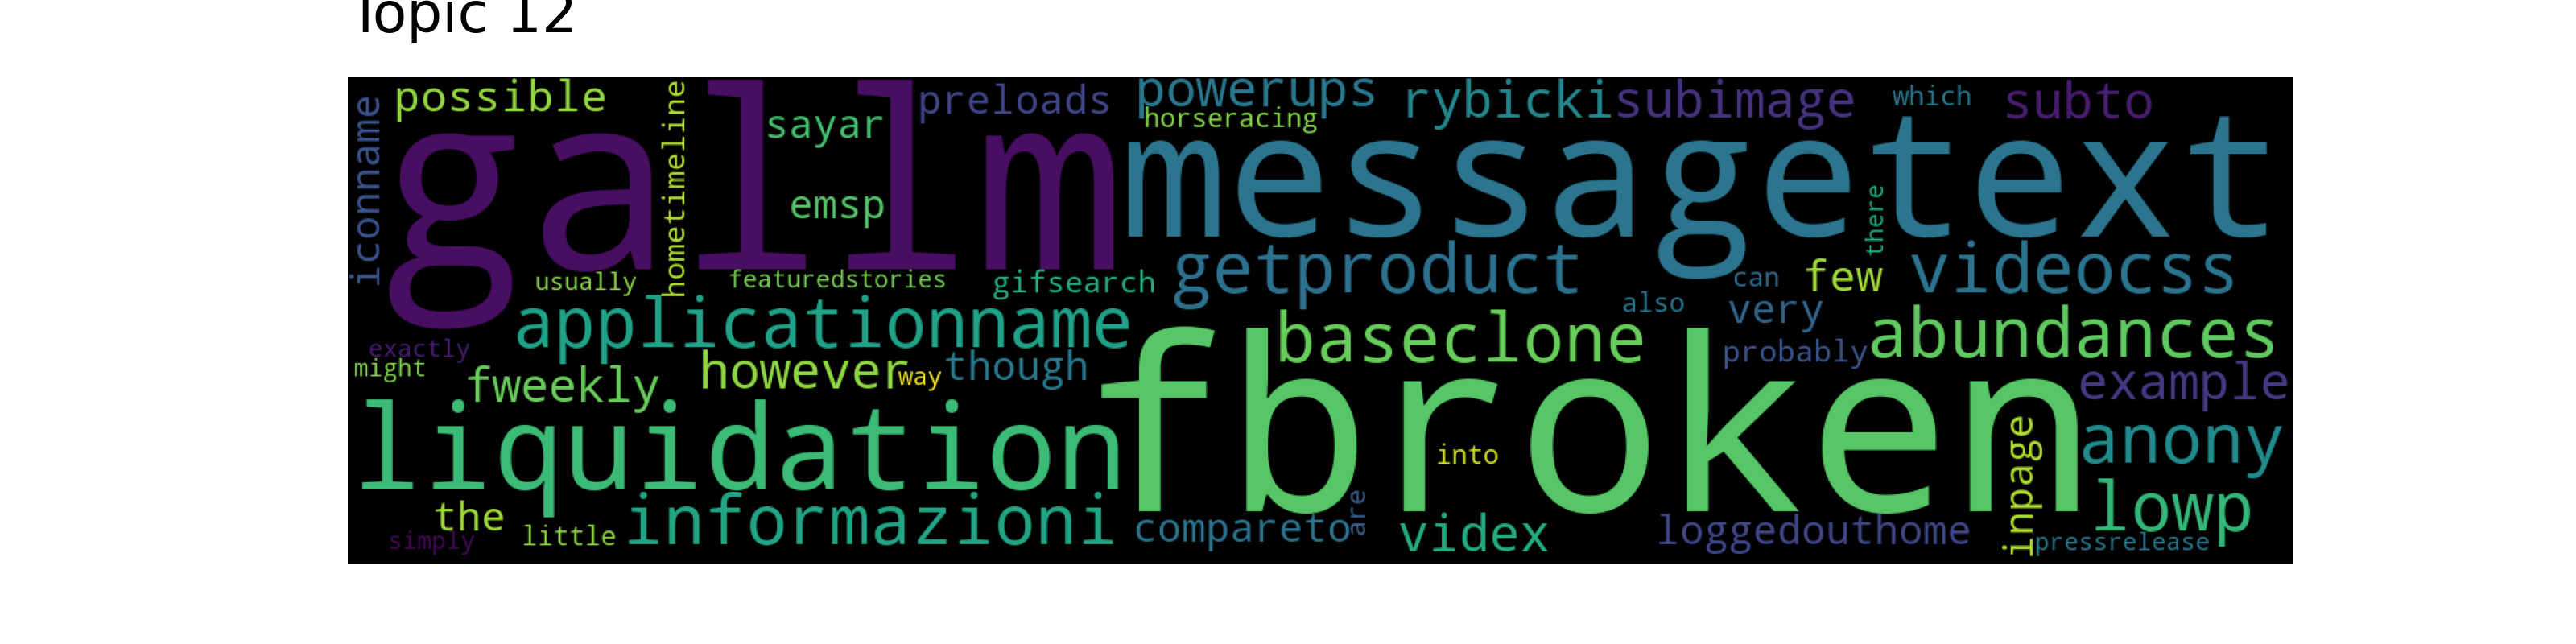 Topic 12
possible
preloads
powerups
rybicki
subimage
which
subto
iconname
hometimeline
sayar
horseracing
gallm
messagetext
emsp
there
usually
featuredstories
gifsearch
getproduct
can
few
videocss
also
very
applicationname
baseclone
probably
abundances
exactly
might
fweekly
however
way
though
example
liquidation
fbroken
into
inpage
anony
the
little
simply
informazioni
compareto
are
videx
loggedouthome
lowp
pressrelease